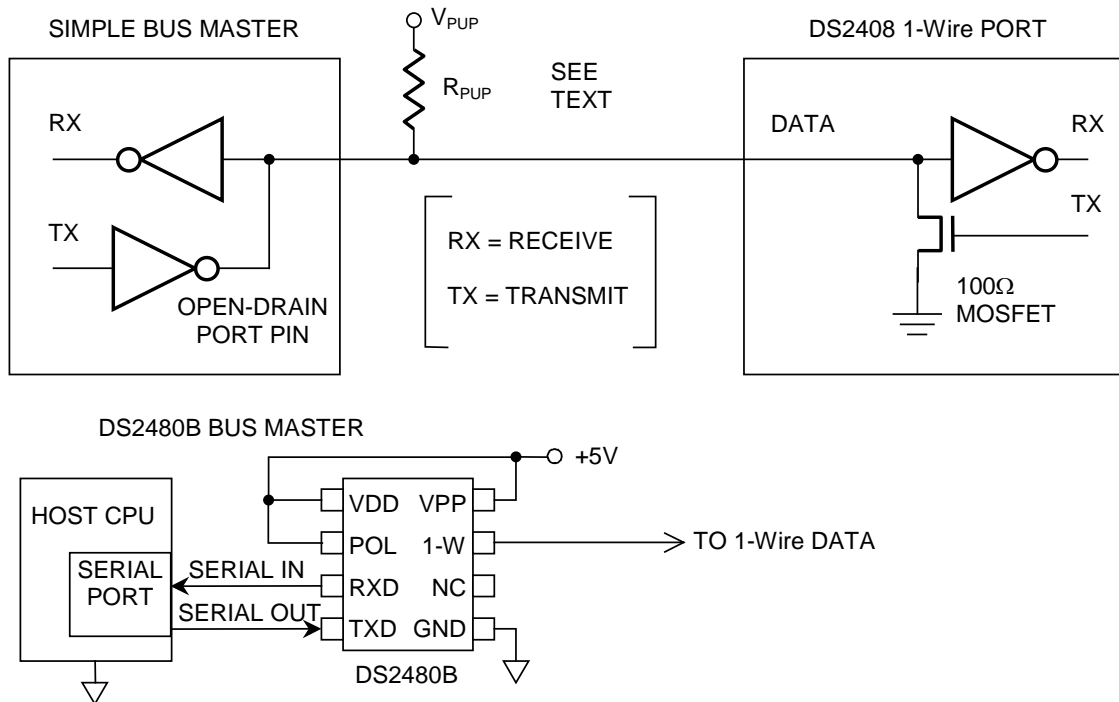 SIMPLE BUS MASTER
VPUP
DS2408 1-Wire PORT
RPUP
SEE
TEXT
RX
DATA
RX
TX
TX
RX = RECEIVE
TX = TRANSMIT
OPEN-DRAIN
PORT PIN
100Ω
MOSFET
DS2480B BUS MASTER
+5V
HOST CPU
VDD
VPP
POL
1-W
TO 1-Wire DATA
SERIAL
PORT
SERIAL IN
RXD
NC
SERIAL OUT
TXD
GND
DS2480B